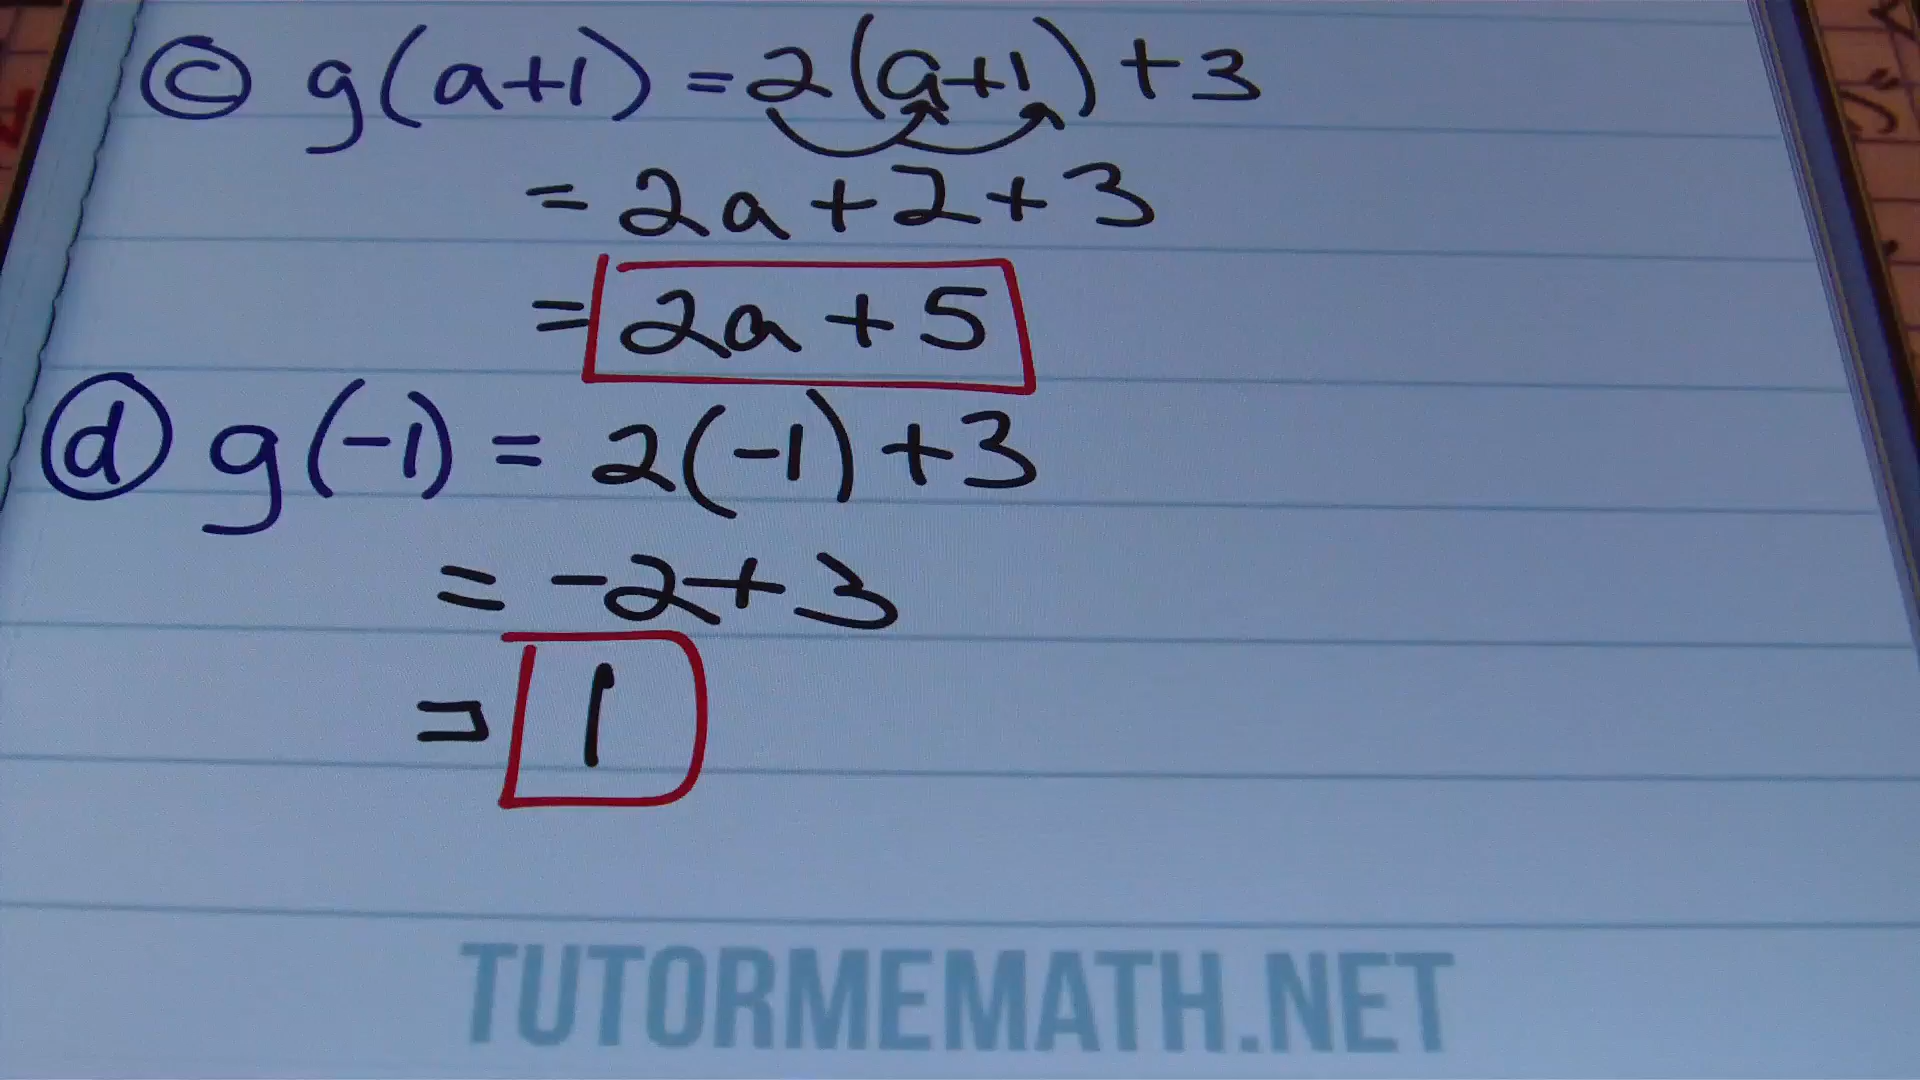 ⓒ g(a+1) = 2(a+1) + 3
= 2a + 2 + 3
= 2a + 5
ⓓ g(-1) = 2(-1) + 3
= -2 + 3
= 1
TUTORMEMATH.NET